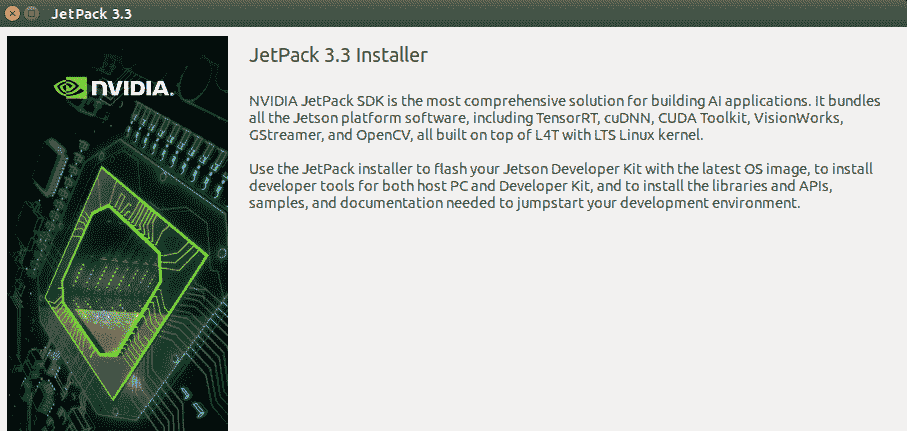 JetPack 3.3
JetPack 3.3 Installer
NVIDIA.
NVIDIA JetPack SDK is the most comprehensive solution for building AI applications. It bundles
all the Jetson platform software, including TensorRT, cuDNN, CUDA Toolkit, VisionWorks,
GStreamer, and OpenCV, all built on top of L4T with LTS Linux kernel.
Use the JetPack installer to flash your Jetson Developer Kit with the latest OS image, to install
developer tools for both host PC and Developer Kit, and to install the libraries and APIs,
samples, and documentation needed to jumpstart your development environment.